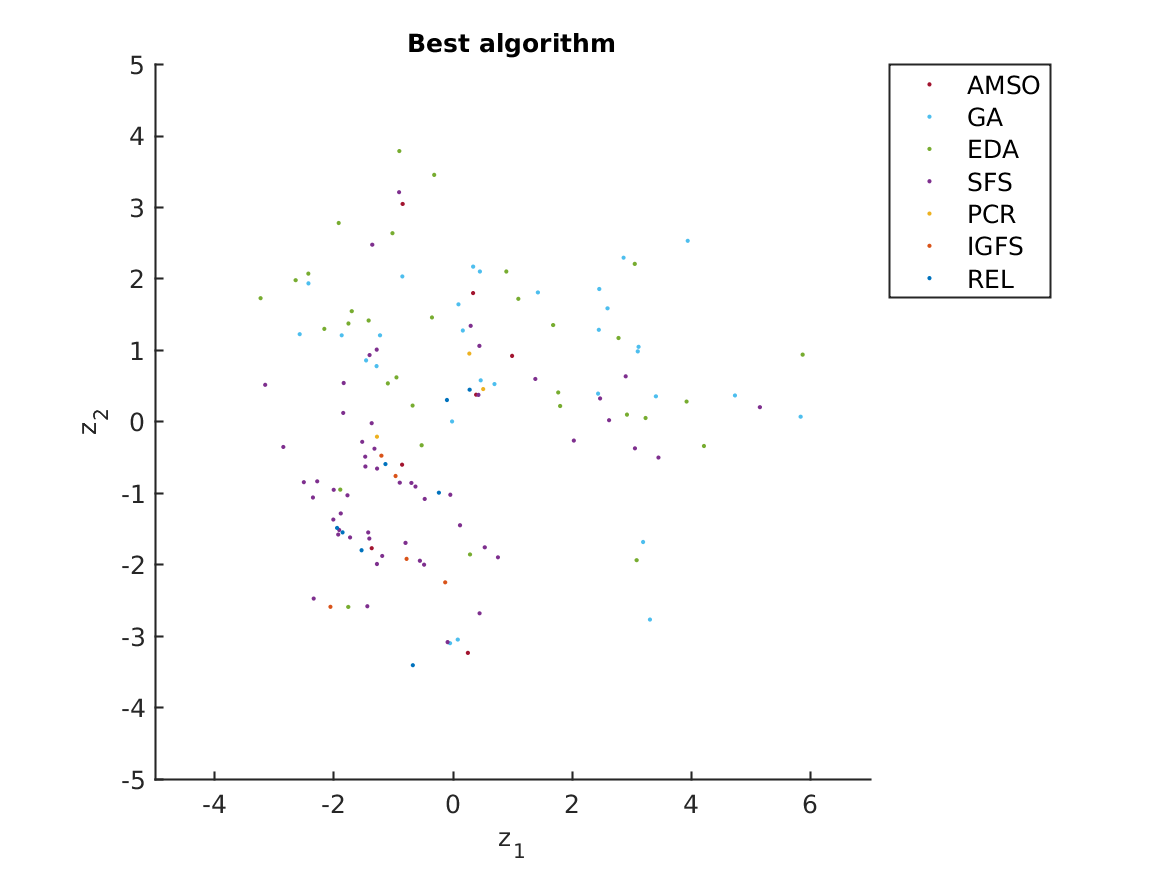 Best algorithm
5
4
3
2
1
0
-1
-2
-3
-4
-5
z2
-4 -2 0 2 4 6
z1
AMSO
GA
EDA
SFS
PCR
IGFS
REL